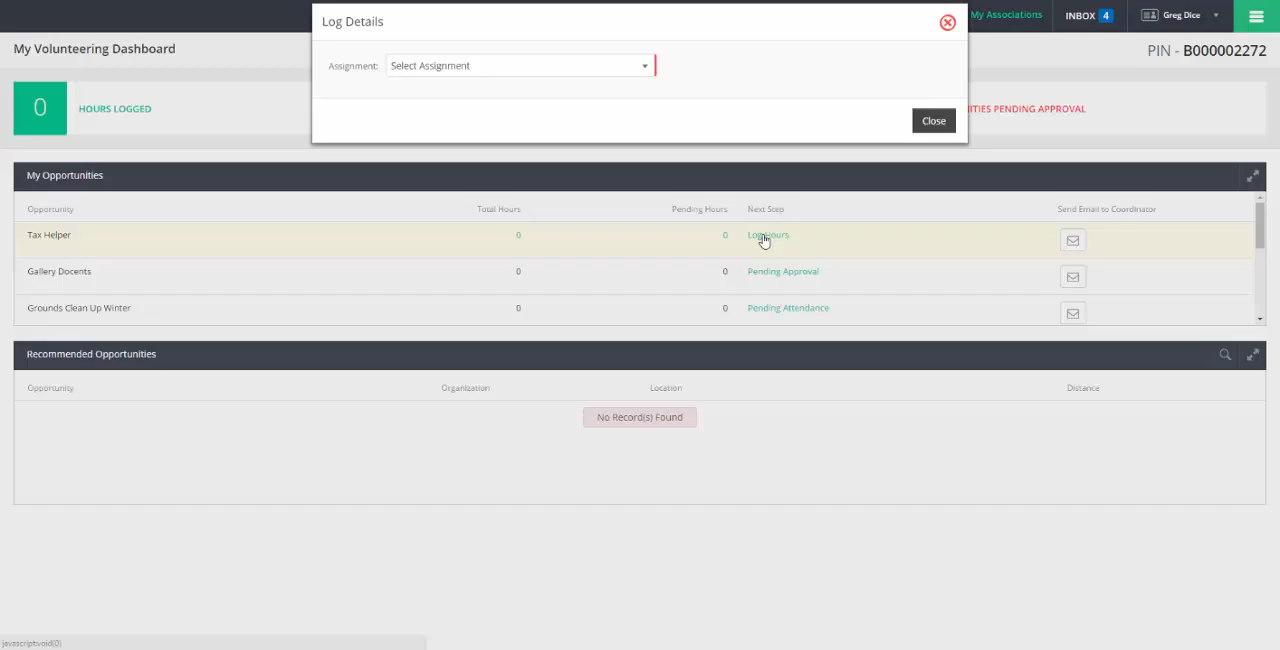 Log Details
My Associations
INBOX 4
Greg Dice
My Volunteering Dashboard
PIN - B000002272
Assignment: Select Assignment
0 HOURS LOGGED
ITIES PENDING APPROVAL
Close
My Opportunities
Opportunity Total Hours Pending Hours Next Step Send Email to Coordinator
Tax Helper 0 0 Log Hours
Gallery Docents 0 0 Pending Approval
Grounds Clean Up Winter 0 0 Pending Attendance
Recommended Opportunities
Opportunity Organization Location Distance
No Record(s) Found
javascript:void(0)